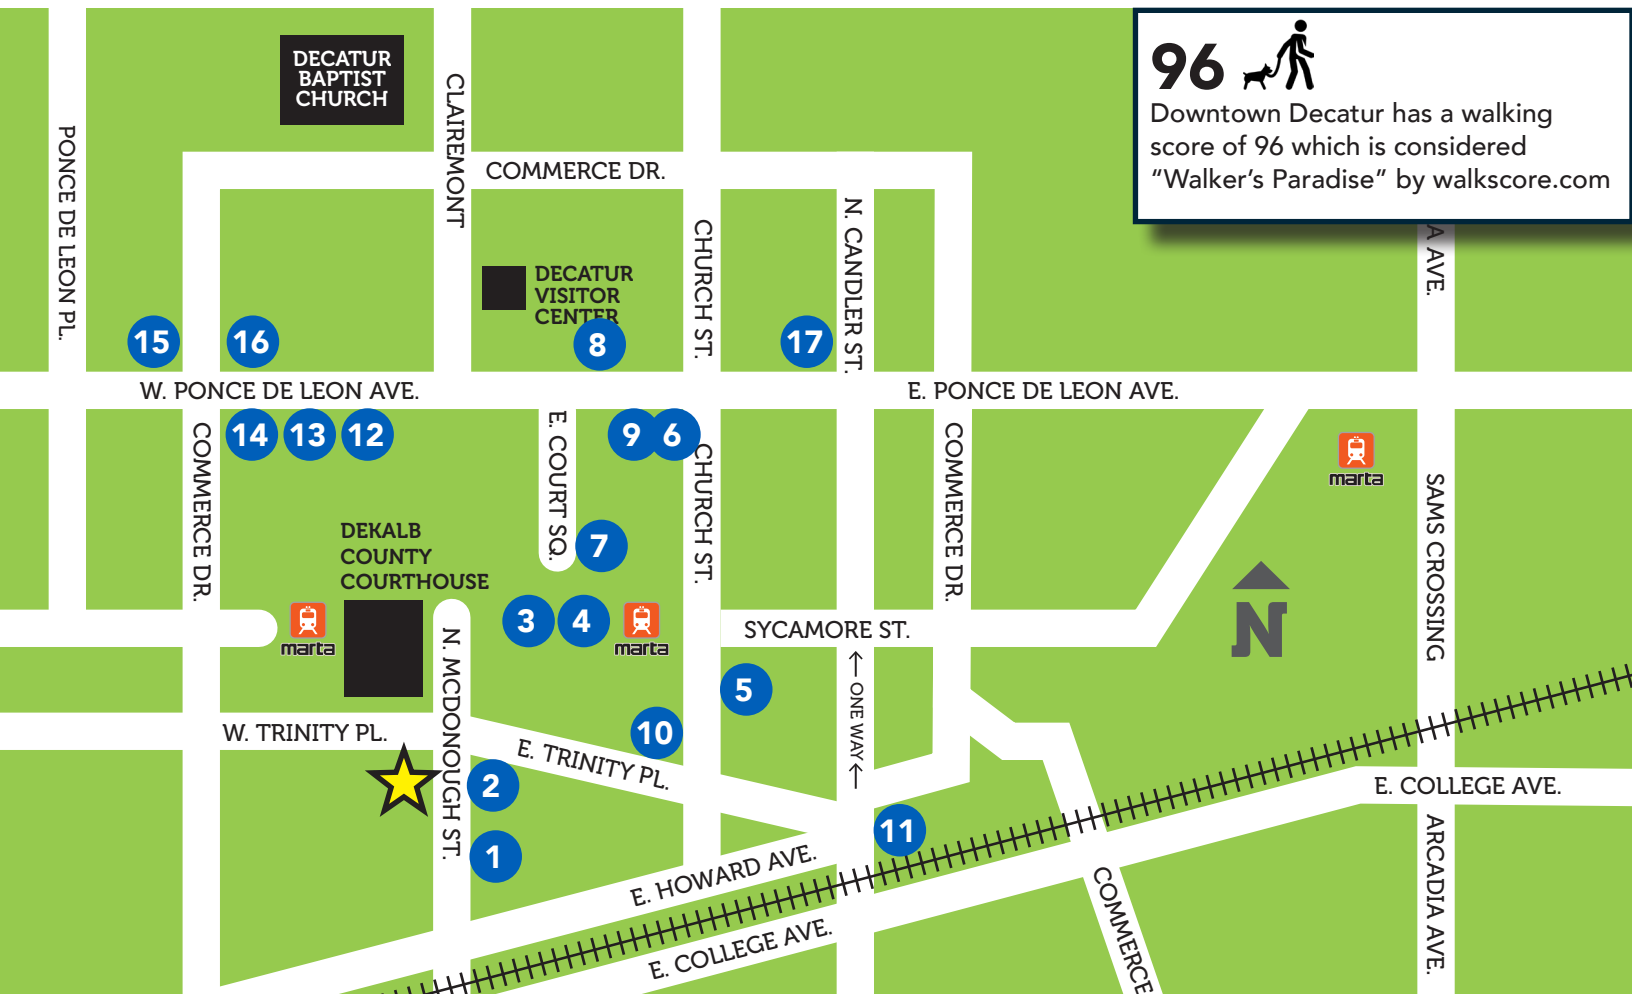 96
Downtown Decatur has a walking
score of 96 which is considered
“Walker’s Paradise” by walkscore.com
DECATUR
BAPTIST
CHURCH
PONCE DE LEON PL.
CLAIREMONT
COMMERCE DR.
CHURCH ST.
N. CANDLER ST.
A AVE.
DECATUR
VISITOR
CENTER
15
16
8
17
W. PONCE DE LEON AVE.
E. PONCE DE LEON AVE.
14
13
12
9
6
COMMERCE DR.
E. COURT SQ.
CHURCH ST.
COMMERCE DR.
marta
SAMS CROSSING
DEKALB
COUNTY
COURTHOUSE
7
marta
3
4
marta
SYCAMORE ST.
N
N. MCDONOUGH ST.
5
ONE WAY
W. TRINITY PL.
E. TRINITY PL.
10
2
E. COLLEGE AVE.
1
11
E. HOWARD AVE.
E. COLLEGE AVE.
COMMERCE
ARCADIA AVE.